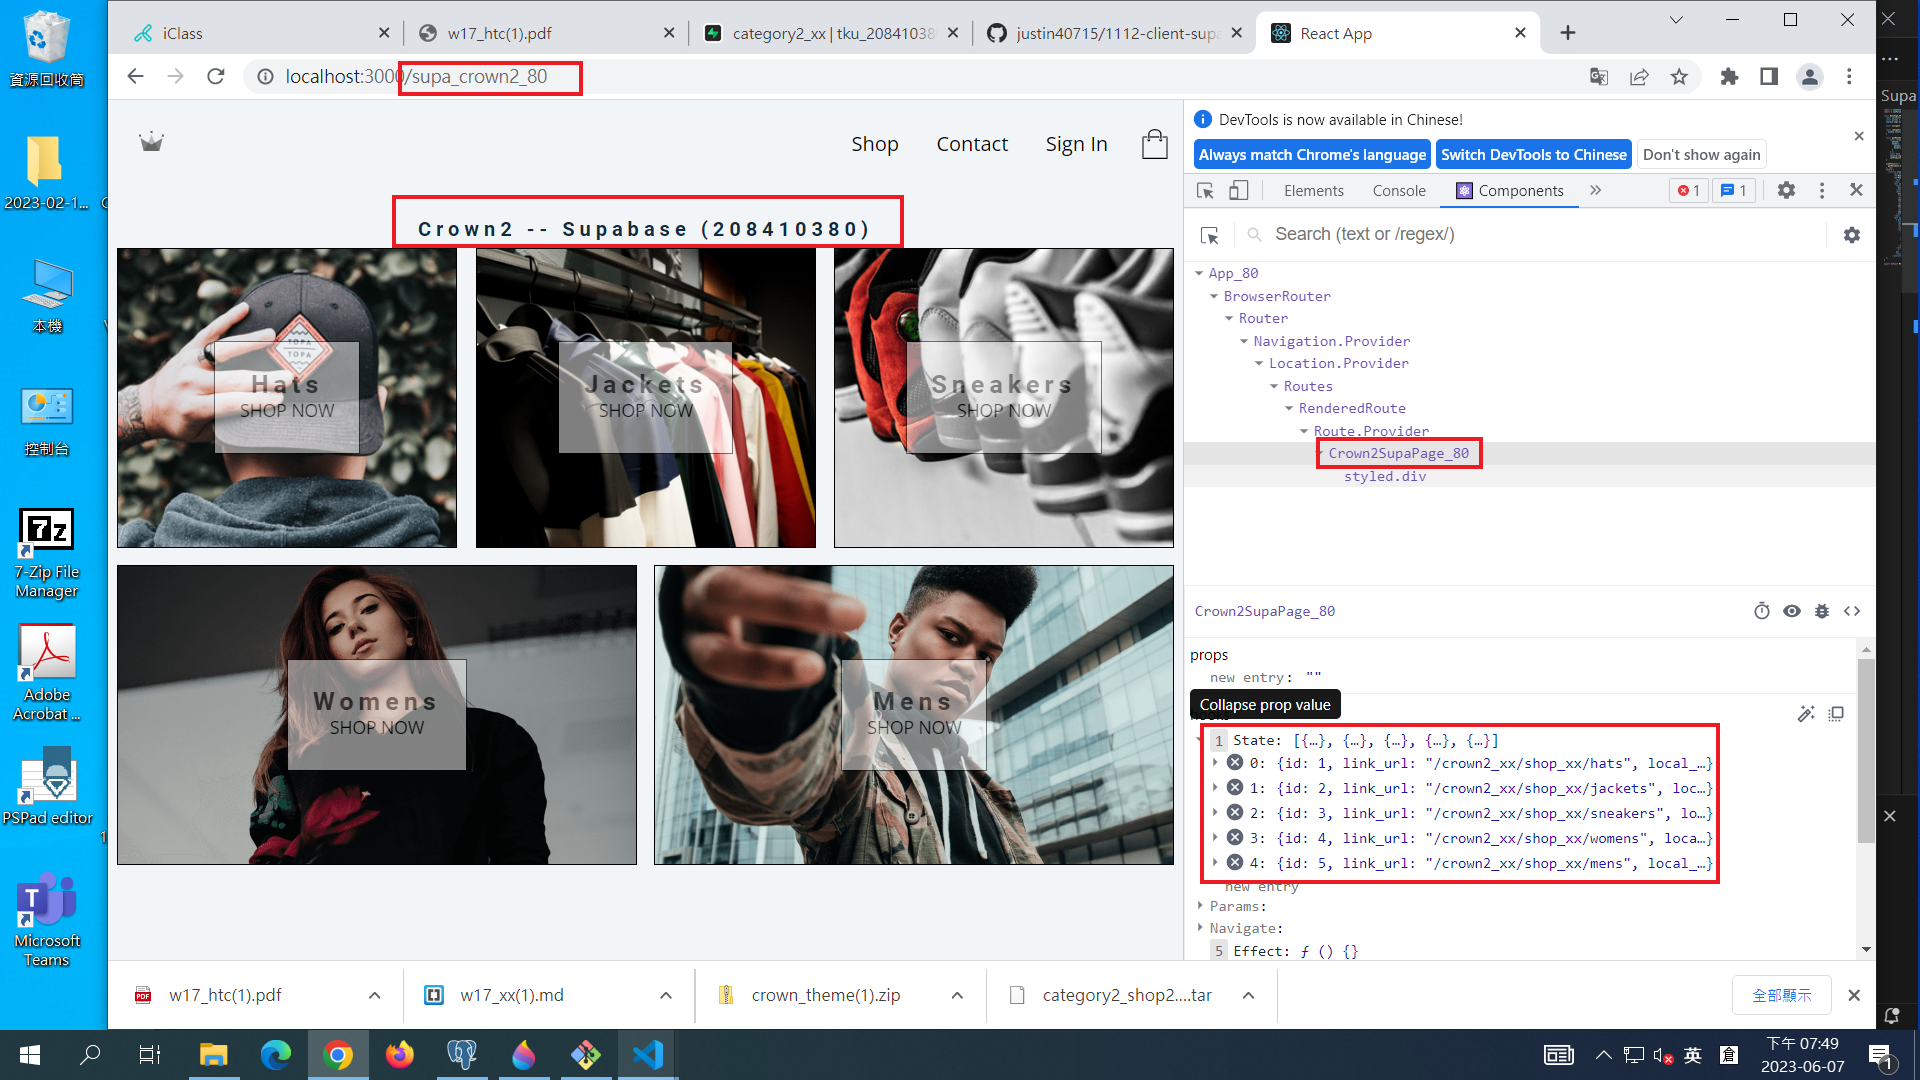 資源回收筒
2023-02-1...
本機
控制台
7-Zip File
Manager
Adobe
Acrobat ...
PSPad editor
Microsoft
Teams
iClass
w17_htc(1).pdf
category2_xx | tku_20841038
justin40715/1112-client-supa
React App
localhost:3000/supa_crown2_80
Shop
Contact
Sign In
Crown2 -- Supabase (208410380)
TOPA
TOPA
Hats
SHOP NOW
Jackets
SHOP NOW
Sneakers
SHOP NOW
Womens
SHOP NOW
Mens
SHOP NOW
DevTools is now available in Chinese!
Always match Chrome's language
Switch DevTools to Chinese
Don't show again
Elements
Console
Components
1
1
Search (text or /regex/)
App_80
BrowserRouter
Router
Navigation.Provider
Location.Provider
Routes
RenderedRoute
Route.Provider
Crown2SupaPage_80
styled.div
Crown2SupaPage_80
props
new entry: ""
Collapse prop value
1 State: [{…}, {…}, {…}, {…}, {…}]
0: {id: 1, link_url: "/crown2_xx/shop_xx/hats", local_…}
1: {id: 2, link_url: "/crown2_xx/shop_xx/jackets", loc…}
2: {id: 3, link_url: "/crown2_xx/shop_xx/sneakers", lo…}
3: {id: 4, link_url: "/crown2_xx/shop_xx/womens", loca…}
4: {id: 5, link_url: "/crown2_xx/shop_xx/mens", local_…}
new entry
Params:
Navigate:
5 Effect: ƒ () {}
Supa
w17_htc(1).pdf
w17_xx(1).md
crown_theme(1).zip
category2_shop2....tar
全部顯示
英
倉
下午 07:49
2023-06-07
1